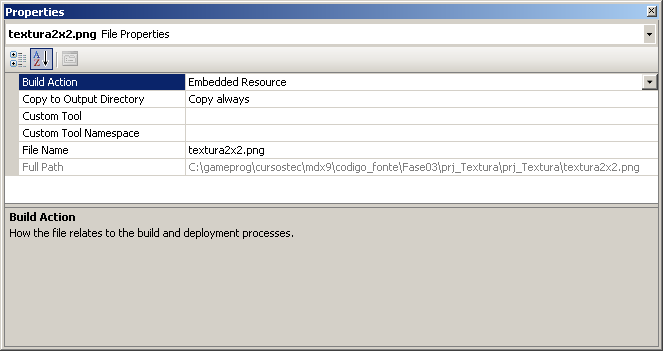 Properties
textura2x2.png File Properties
Build Action Embedded Resource
Copy to Output Directory Copy always
Custom Tool
Custom Tool Namespace
File Name textura2x2.png
Full Path C:\gameprog\cursostec\mdx9\codigo_fonte\Fase03\prj_Textura\prj_Textura\textura2x2.png
Build Action
How the file relates to the build and deployment processes.